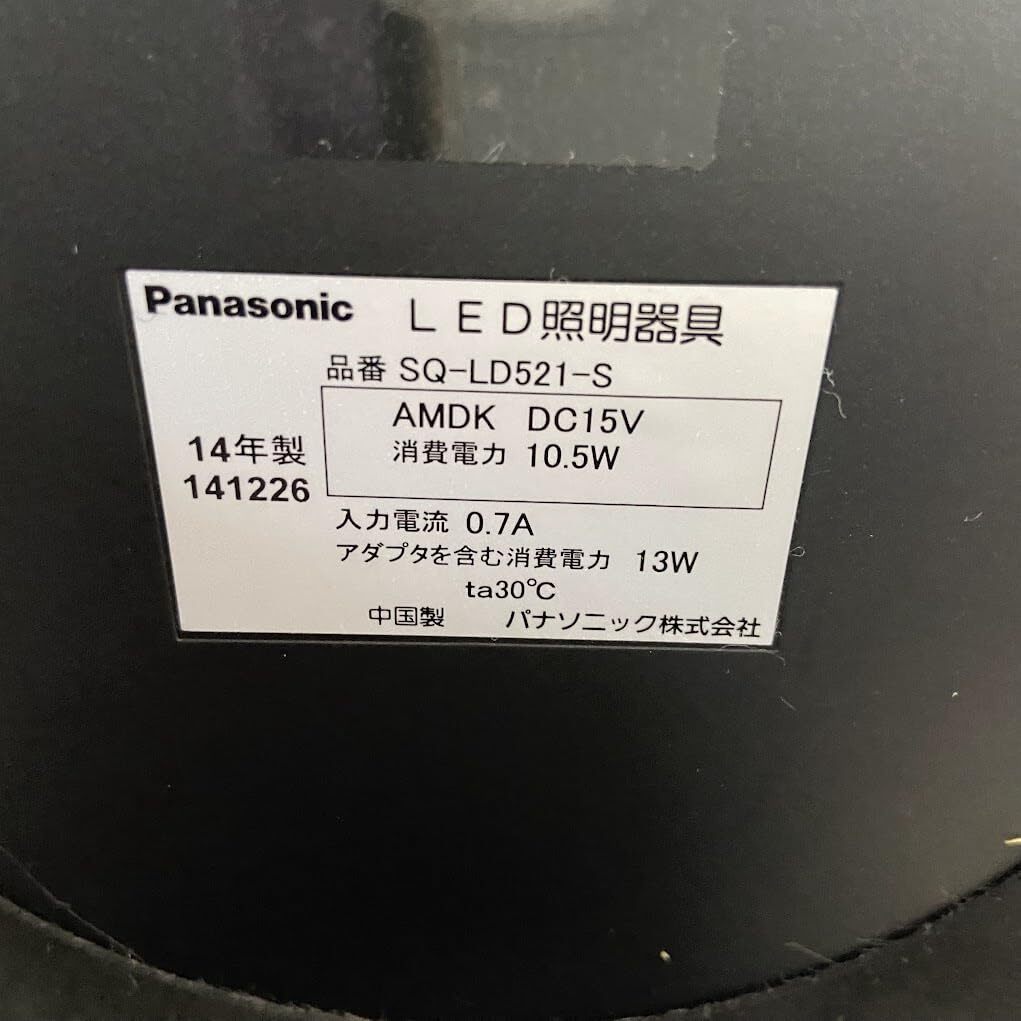 Panasonic LED照明器具
品番 SQ-LD521-S
AMDK DC15V
消費電力 10.5W
14年製
141226
入力電流 0.7A
アダプタを含む消費電力 13W
ta30℃
中国製 パナソニック株式会社